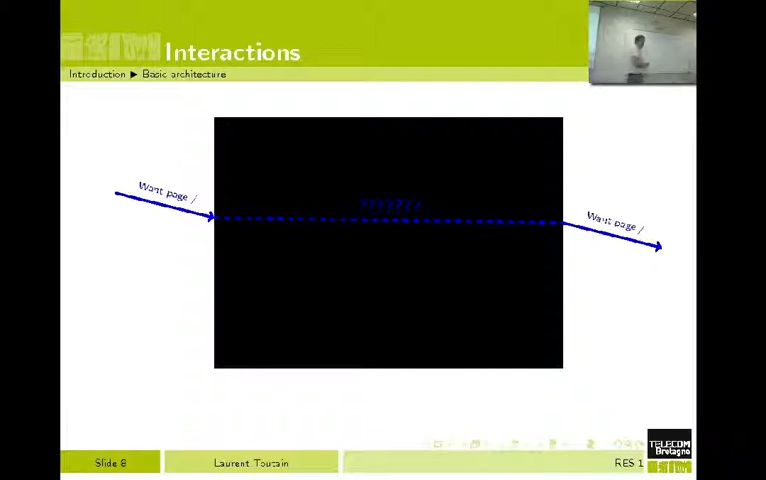 Interactions
Introduction ▶ Basic architecture
Want page /
???????
Want page /
TELECOM
Bretagne
Slide 8
Laurent Toutain
RES 1